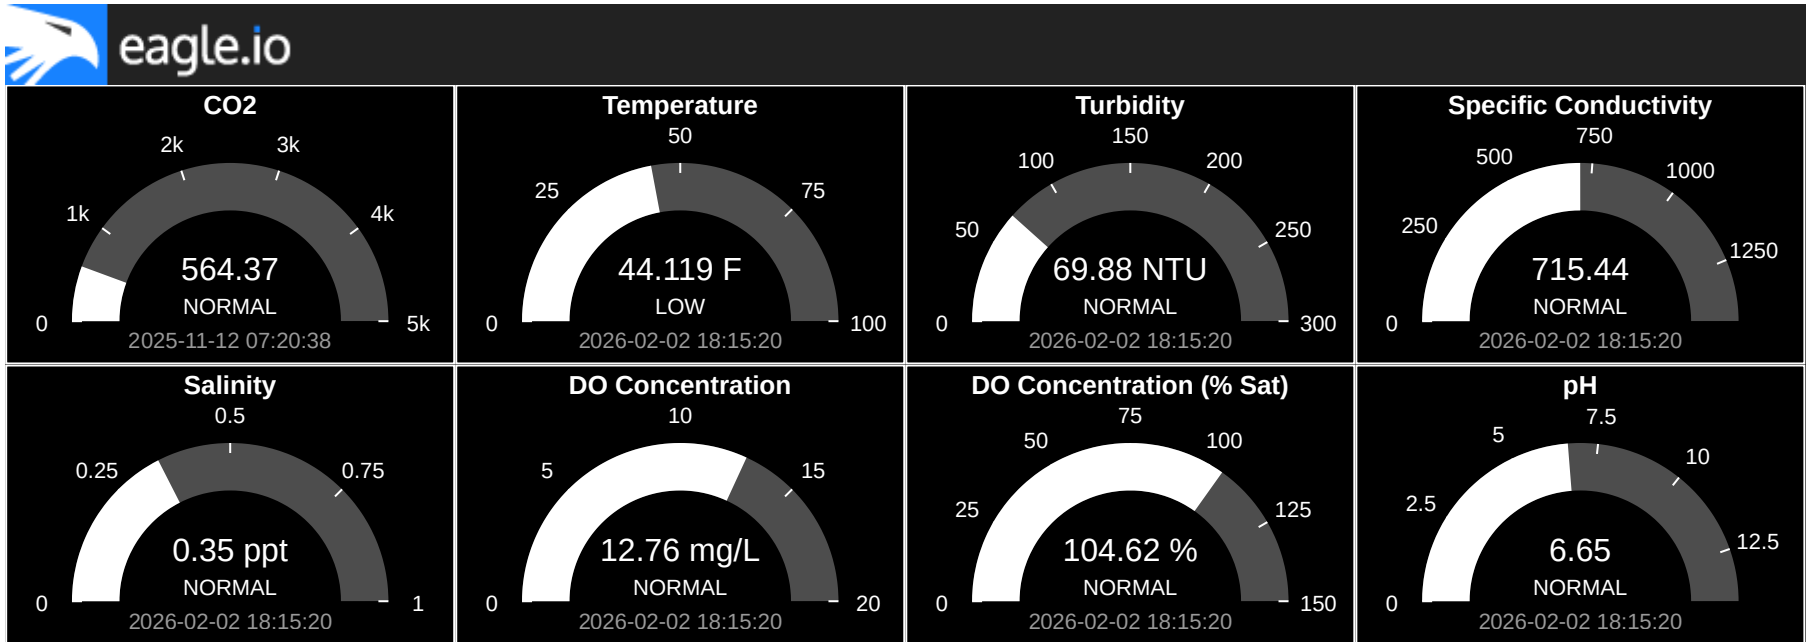 eagle.io
CO2
0
1k
2k
3k
4k
5k
564.37
NORMAL
2025-11-12 07:20:38
Temperature
0
25
50
75
100
44.119 F
LOW
2026-02-02 18:15:20
Turbidity
0
50
100
150
200
250
300
69.88 NTU
NORMAL
2026-02-02 18:15:20
Specific Conductivity
0
250
500
750
1000
1250
715.44
NORMAL
2026-02-02 18:15:20
Salinity
0
0.25
0.5
0.75
1
0.35 ppt
NORMAL
2026-02-02 18:15:20
DO Concentration
0
5
10
15
20
12.76 mg/L
NORMAL
2026-02-02 18:15:20
DO Concentration (% Sat)
0
25
50
75
100
125
150
104.62 %
NORMAL
2026-02-02 18:15:20
pH
0
2.5
5
7.5
10
12.5
6.65
NORMAL
2026-02-02 18:15:20